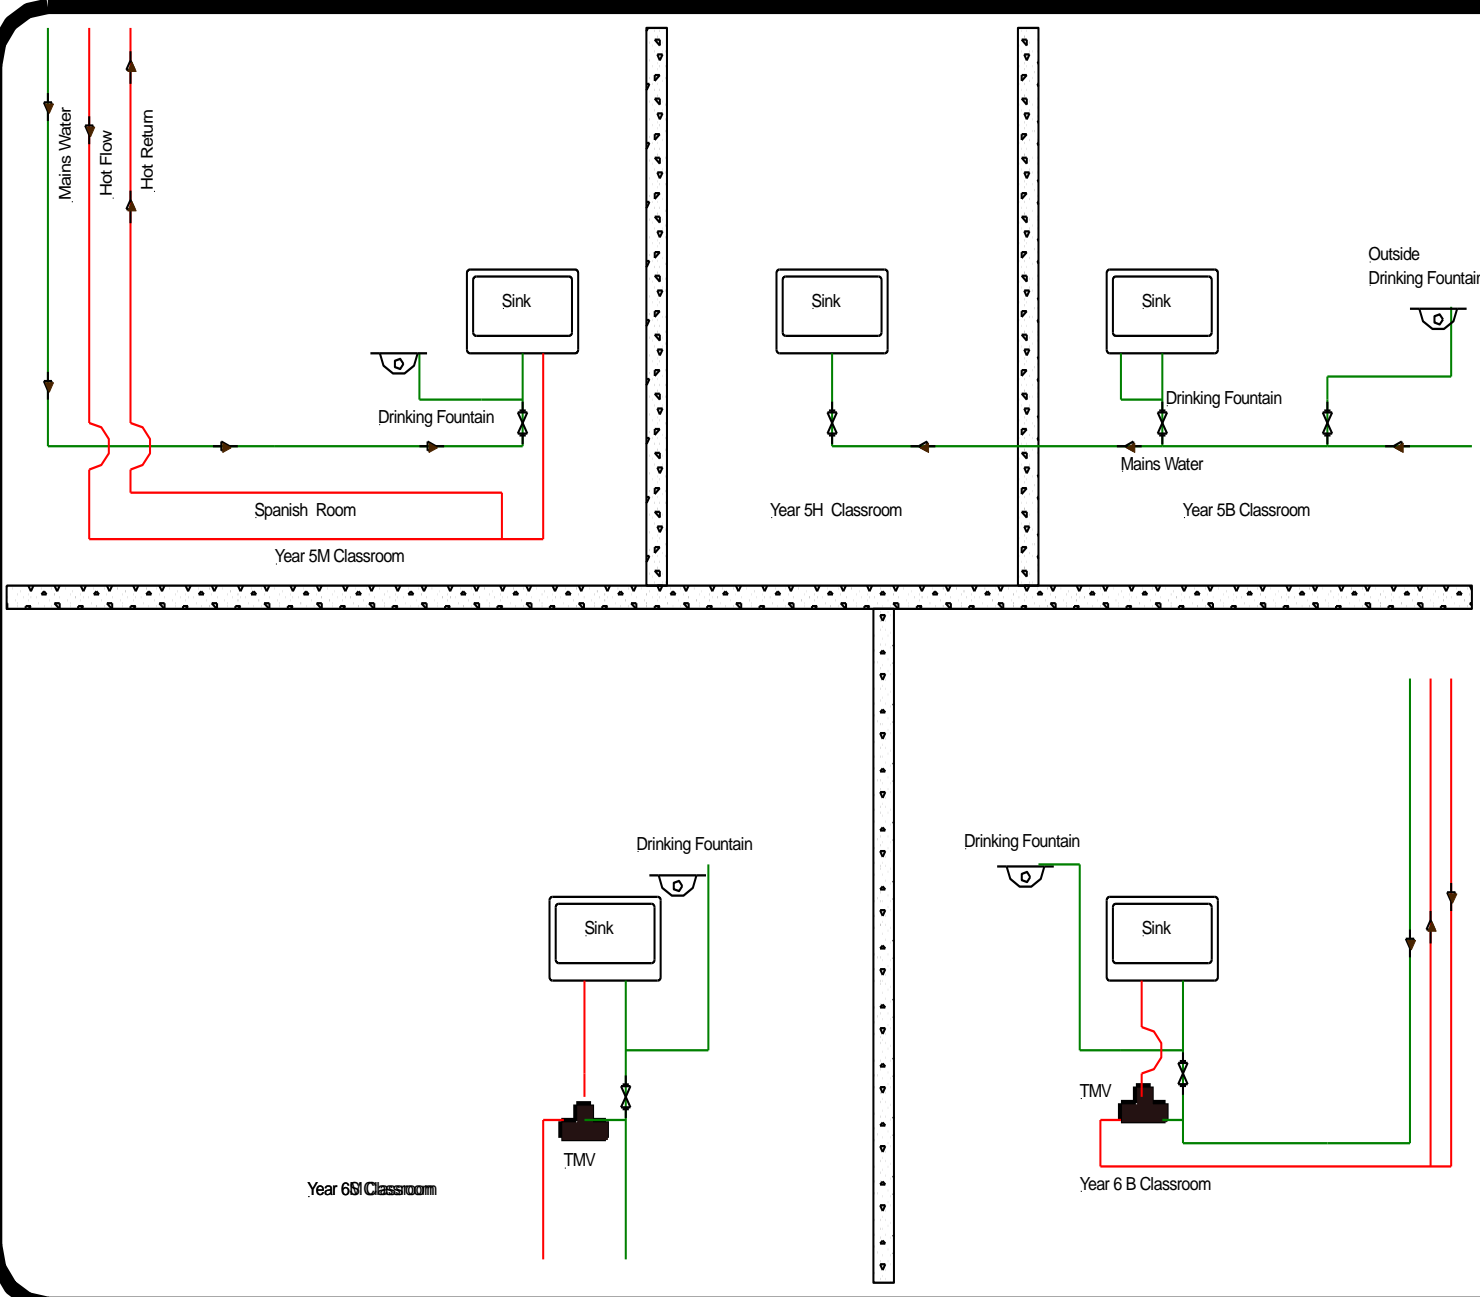 Mains Water
Hot Flow
Hot Return
Sink
Drinking Fountain
Spanish Room
Year 5M Classroom
Sink
Year 5H Classroom
Sink
Drinking Fountain
Mains Water
Year 5B Classroom
Outside
Drinking Fountain
Drinking Fountain
Sink
TMV
Classroom
Drinking Fountain
Sink
TMV
Year 6 B Classroom